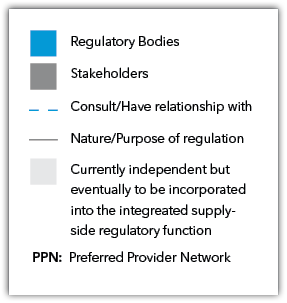 Regulatory Bodies
Stakeholders
Consult/Have relationship with
Nature/Purpose of regulation
Currently independent but
eventually to be incorporated
into the integreated supply-
side regulatory function
PPN: Preferred Provider Network